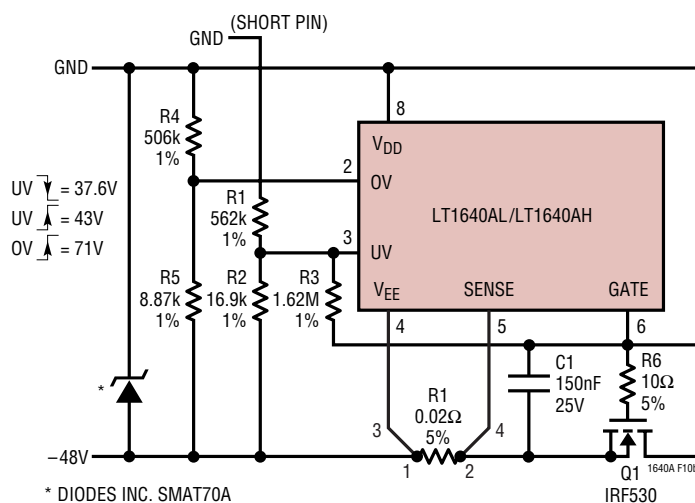 (SHORT PIN)
GND
GND
R4
506k
1%
8
VDD
2
OV
UV = 37.6V
UV = 43V
OV = 71V
R1
562k
1%
LT1640AL/LT1640AH
3
UV
R5
8.87k
1%
R2
16.9k
1%
R3
1.62M
1%
VEE
SENSE
GATE
4
5
6
C1
150nF
25V
R6
10Ω
5%
*
R1
0.02Ω
5%
3
4
–48V
1
2
Q1
IRF530
1640A F10b
* DIODES INC. SMAT70A